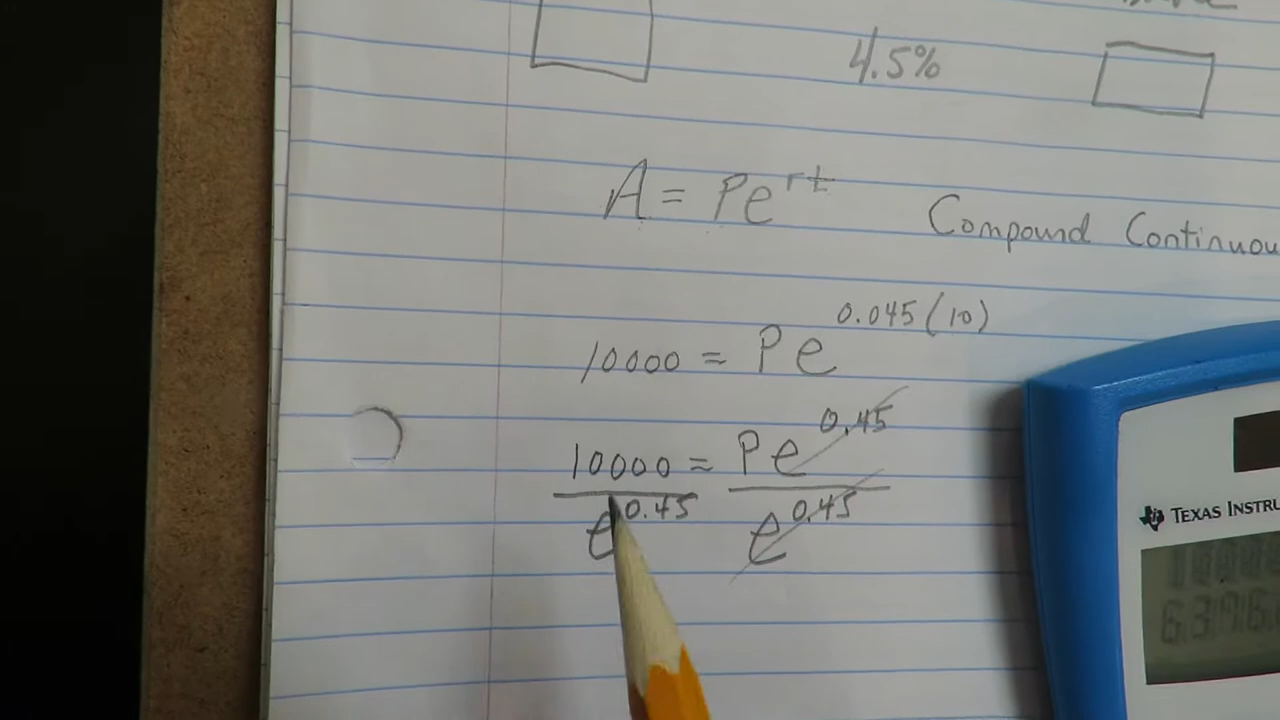 4.5%
A = Pe^rt Compound Continuou
10000 = Pe^0.045(10)
10000 = Pe^0.45
e^0.45 e^0.45
TEXAS INSTRU